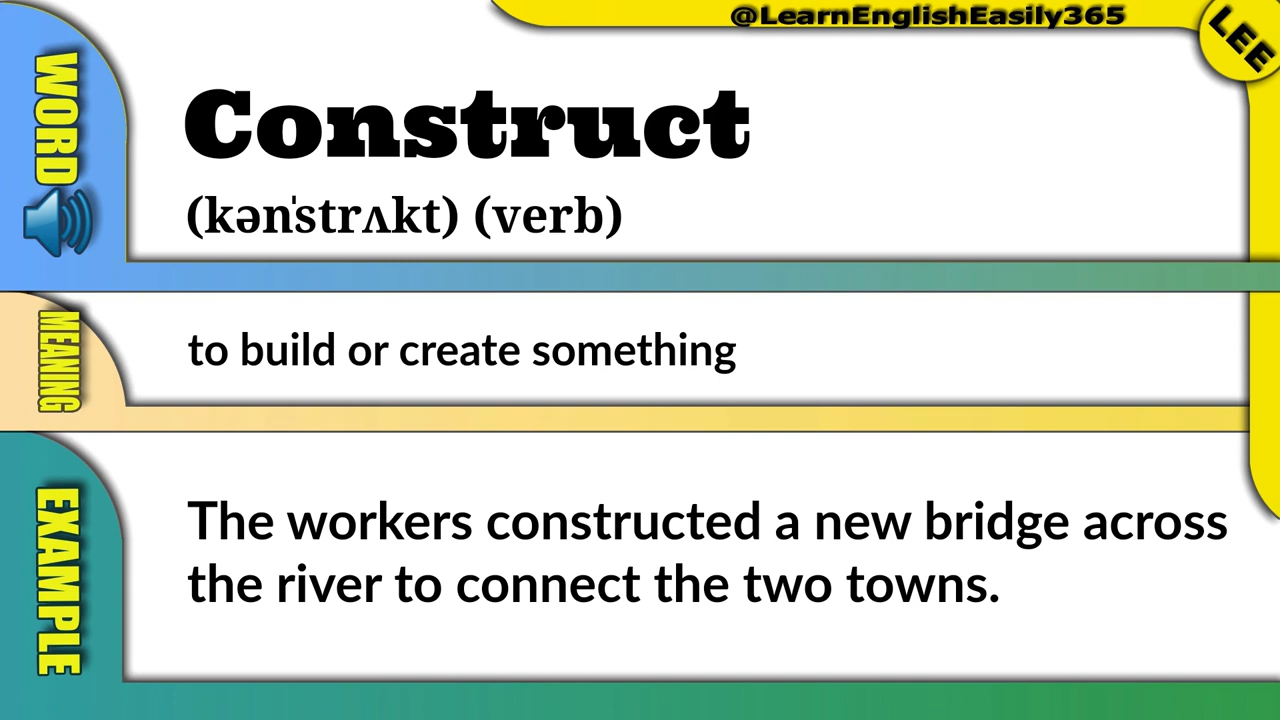 @LearnEnglishEasily365
LEE
WORD
Construct
(kənˈstrʌkt) (verb)
MEANING
to build or create something
EXAMPLE
The workers constructed a new bridge across
the river to connect the two towns.